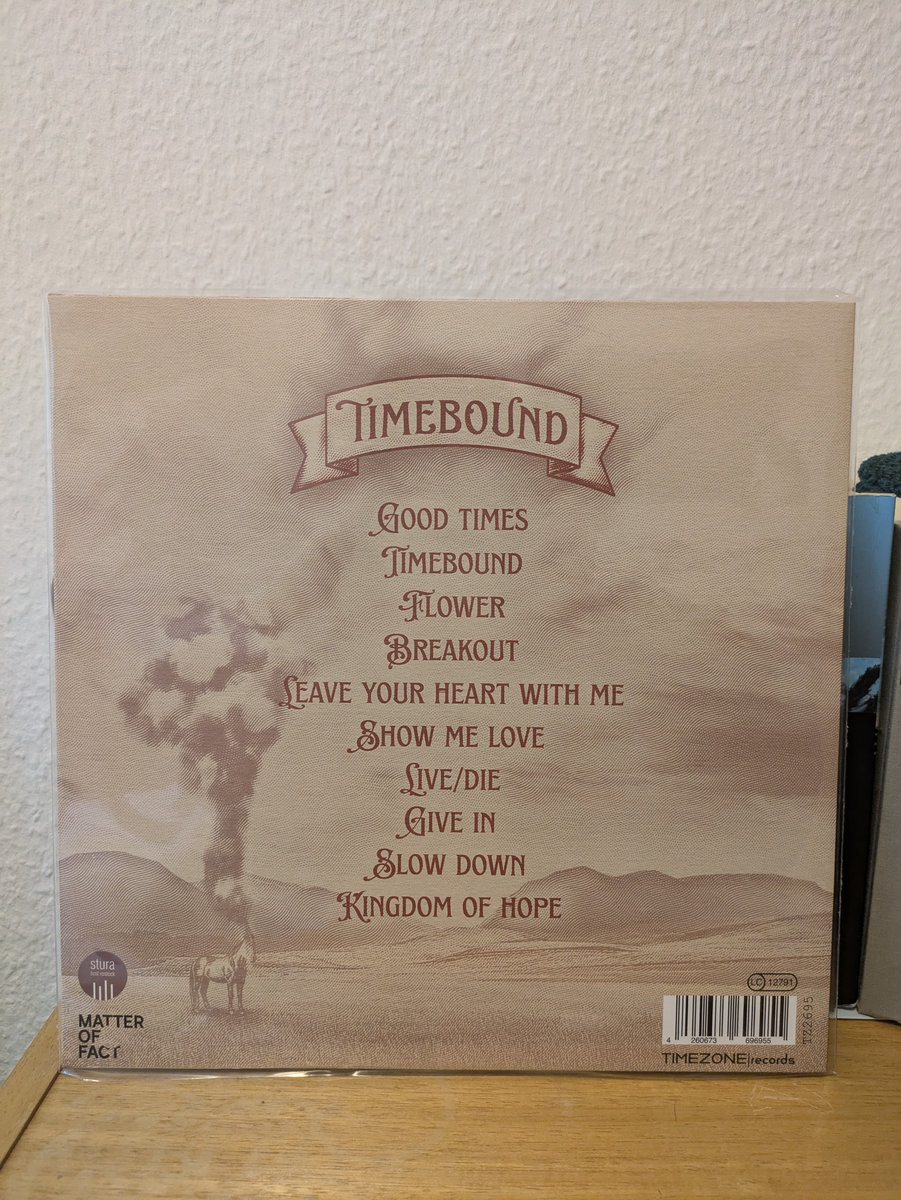 TIMEBOUND
GOOD TIMES
TIMEBOUND
FLOWER
BREAKOUT
LEAVE YOUR HEART WITH ME
SHOW ME LOVE
LIVE/DIE
GIVE IN
SLOW DOWN
KINGDOM OF HOPE
stura
MATTER
OF
FACT
LC 12791
4 260673 696955
TZ2695
TIMEZONE|records